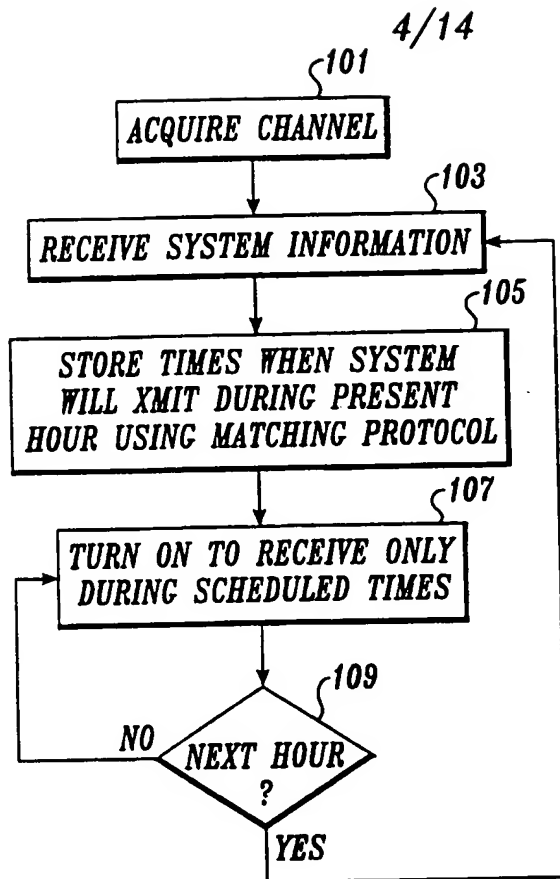 4/14
101
ACQUIRE CHANNEL
103
RECEIVE SYSTEM INFORMATION
105
STORE TIMES WHEN SYSTEM
WILL XMIT DURING PRESENT
HOUR USING MATCHING PROTOCOL
107
TURN ON TO RECEIVE ONLY
DURING SCHEDULED TIMES
109
NO
NEXT HOUR
?
YES